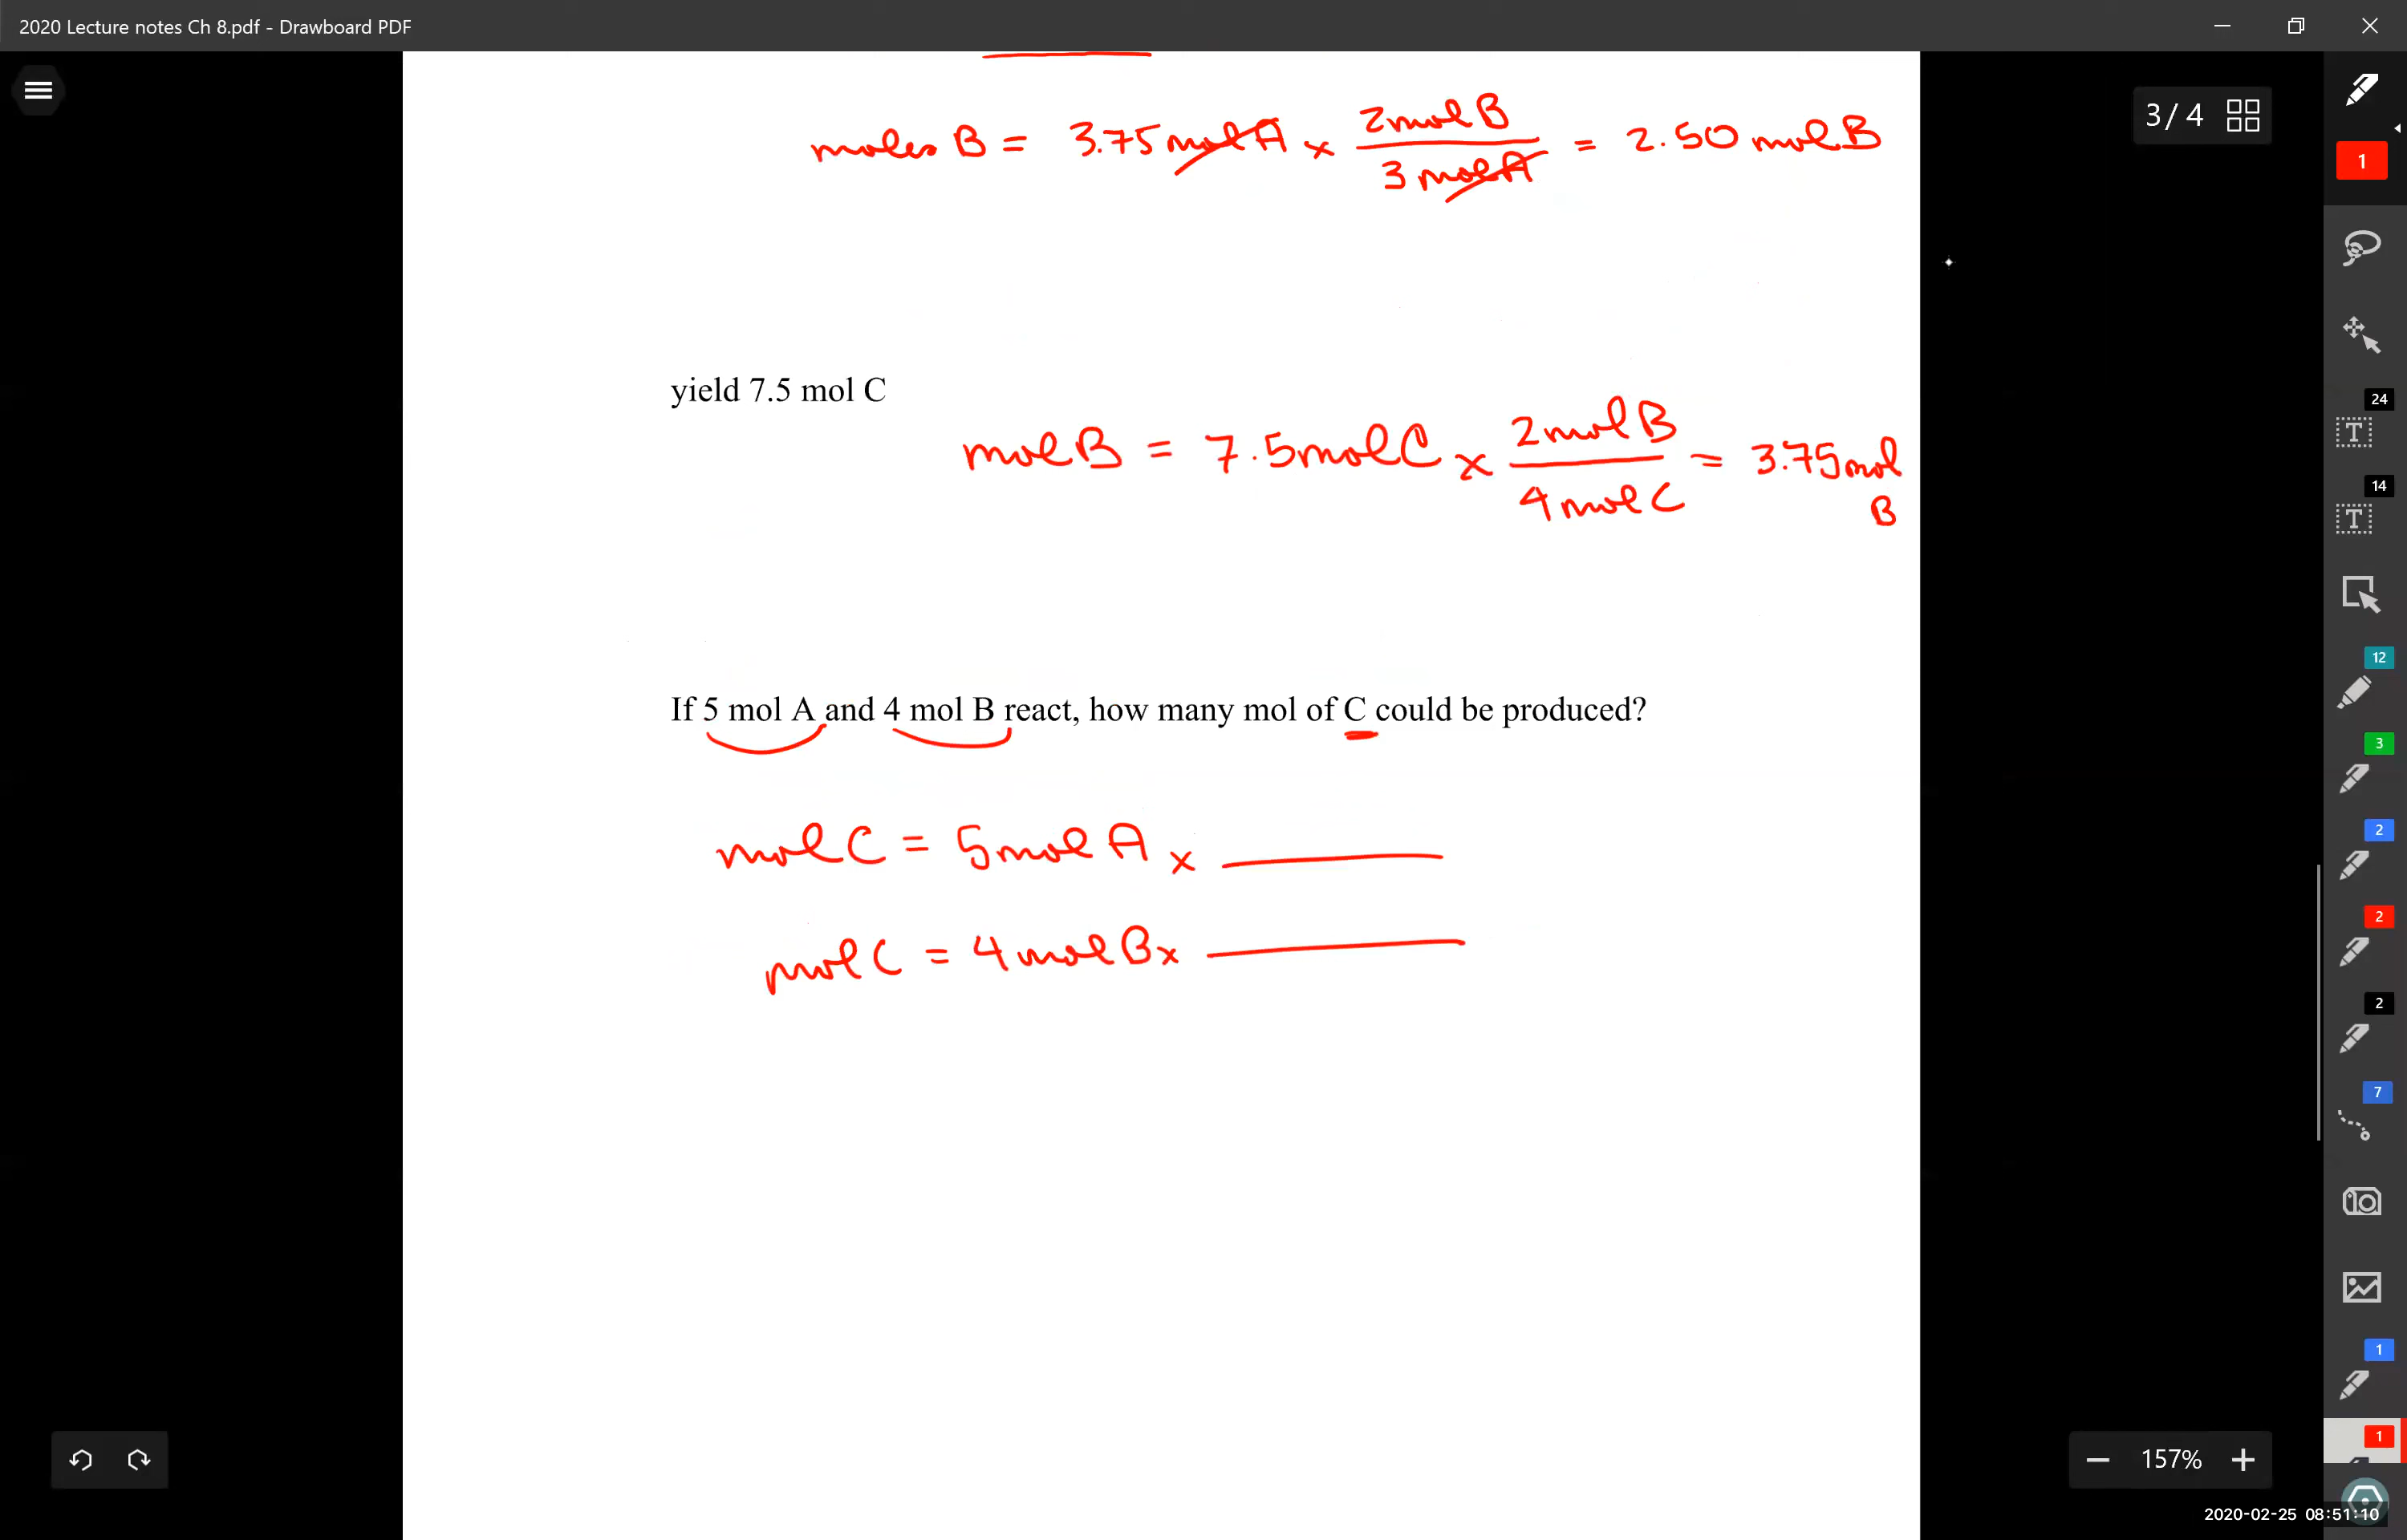 2020 Lecture notes Ch 8.pdf - Drawboard PDF
3 / 4
1
moles B = 3.75 mol A x 2 mol B / 3 mol A = 2.50 mol B
24
yield 7.5 mol C
mol B = 7.5 mol C x 2 mol B / 4 mol C = 3.75 mol B
14
12
If 5 mol A and 4 mol B react, how many mol of C could be produced?
3
mol C = 5 mol A x
2
mol C = 4 mol B x
2
2
7
1
1
157%
2020-02-25 08:51:10